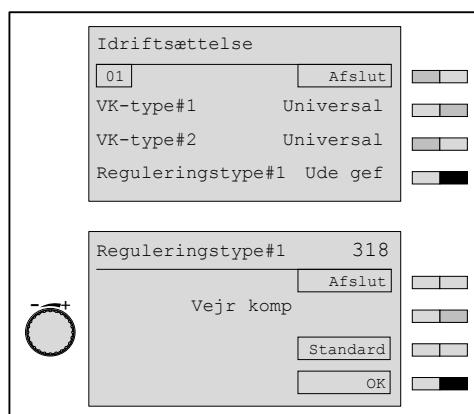 Idriftsættelse
01 Afslut
VK-type#1 Universal
VK-type#2 Universal
Reguleringstype#1 Ude gef
Reguleringstype#1 318
Afslut
Vejr komp
- +
Standard
OK